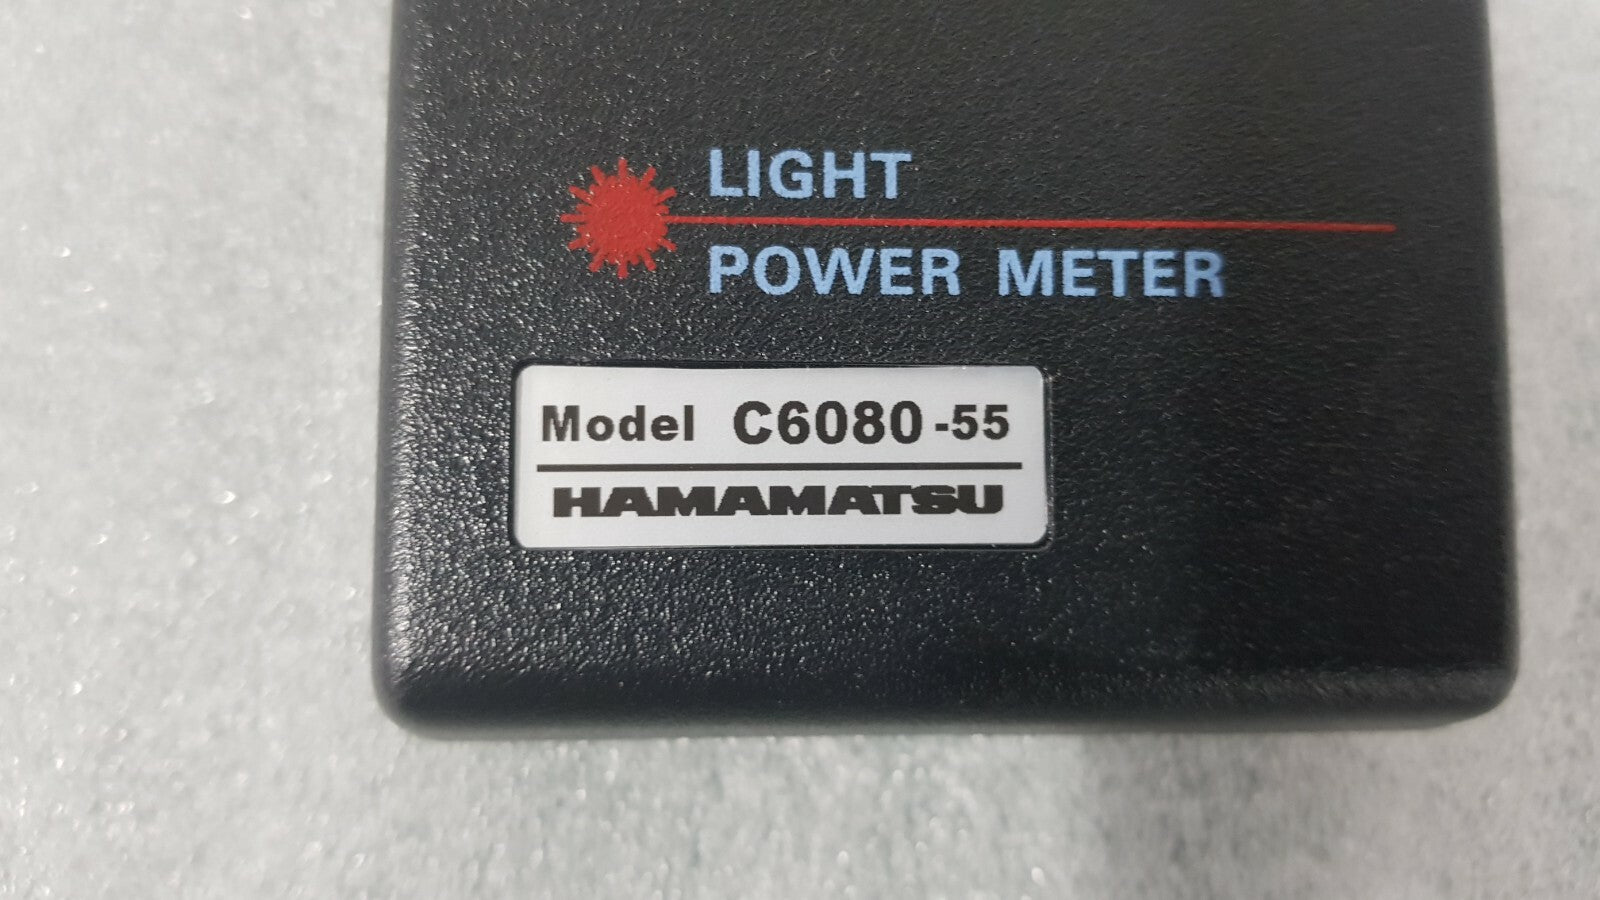 LIGHT
POWER METER
Model C6080-55
HAMAMATSU